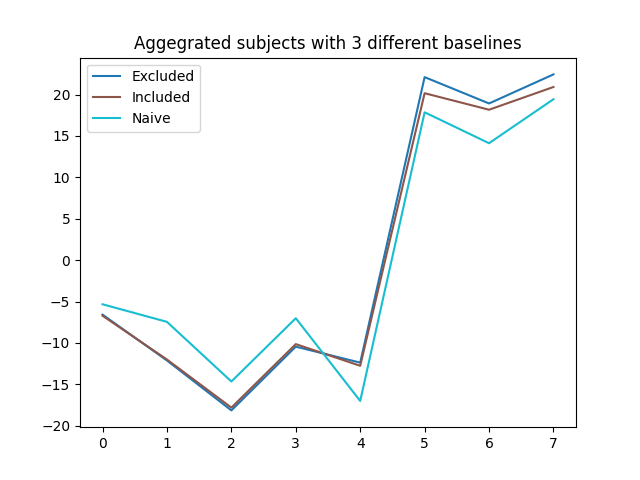 Aggegrated subjects with 3 different baselines
Excluded
Included
Naive
20
15
10
5
0
−5
−10
−15
−20
0 1 2 3 4 5 6 7